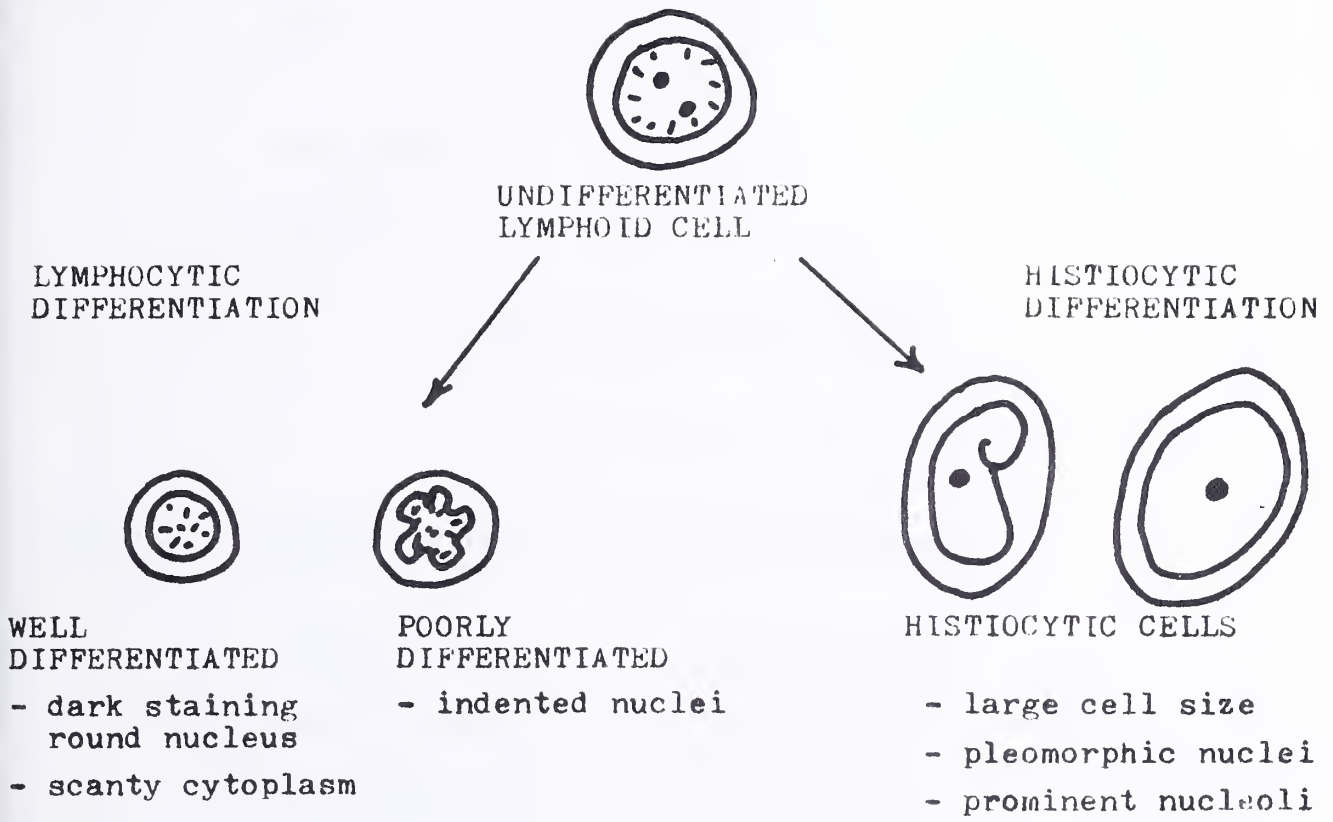 UNDIFFERENTIATED
LYMPHOID CELL
LYMPHOCYTIC
DIFFERENTIATION
HISTIOCYTIC
DIFFERENTIATION
WELL
DIFFERENTIATED
- dark staining
round nucleus
- scanty cytoplasm
POORLY
DIFFERENTIATED
- indented nuclei
HISTIOCYTIC CELLS
- large cell size
- pleomorphic nuclei
- prominent nucleoli